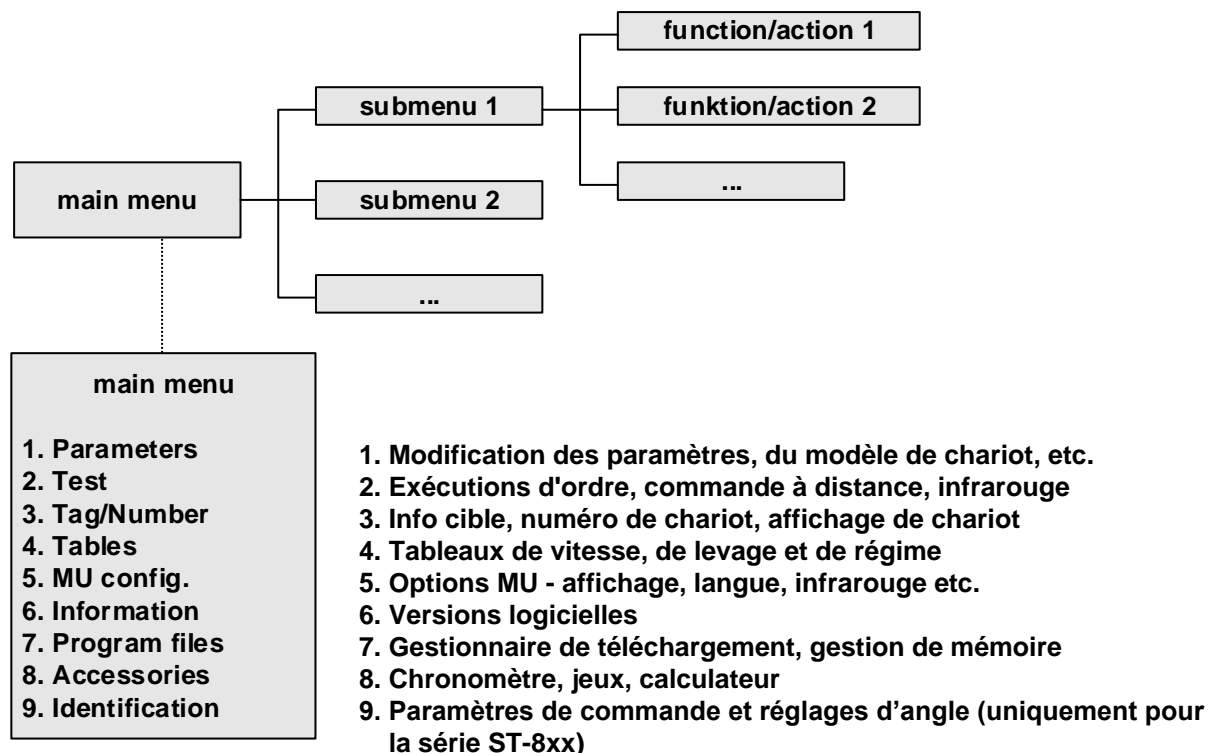 function/action 1
submenu 1
funktion/action 2
main menu
submenu 2
...
...
main menu
1. Parameters
2. Test
3. Tag/Number
4. Tables
5. MU config.
6. Information
7. Program files
8. Accessories
9. Identification
1. Modification des paramètres, du modèle de chariot, etc.
2. Exécutions d'ordre, commande à distance, infrarouge
3. Info cible, numéro de chariot, affichage de chariot
4. Tableaux de vitesse, de levage et de régime
5. Options MU - affichage, langue, infrarouge etc.
6. Versions logicielles
7. Gestionnaire de téléchargement, gestion de mémoire
8. Chronomètre, jeux, calculateur
9. Paramètres de commande et réglages d’angle (uniquement pour
la série ST-8xx)